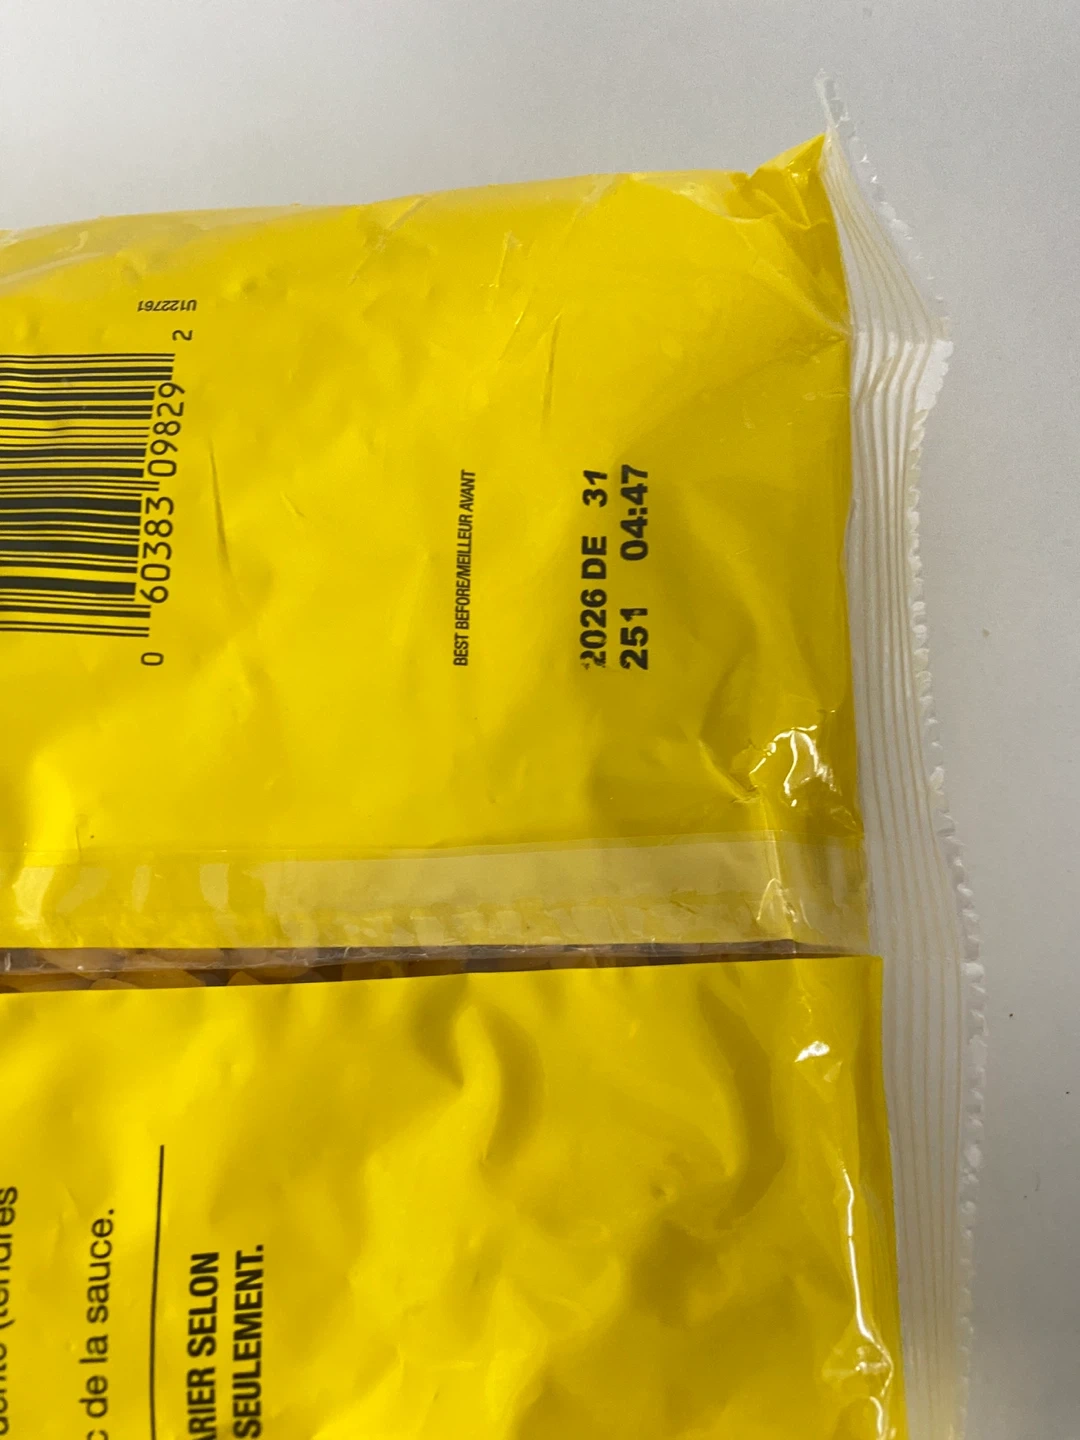 U122761
0 60383 09829 2
BEST BEFORE/MEILLEUR AVANT
2026 DE 31
251 04:47
de la sauce.
SELON
SEULEMENT.